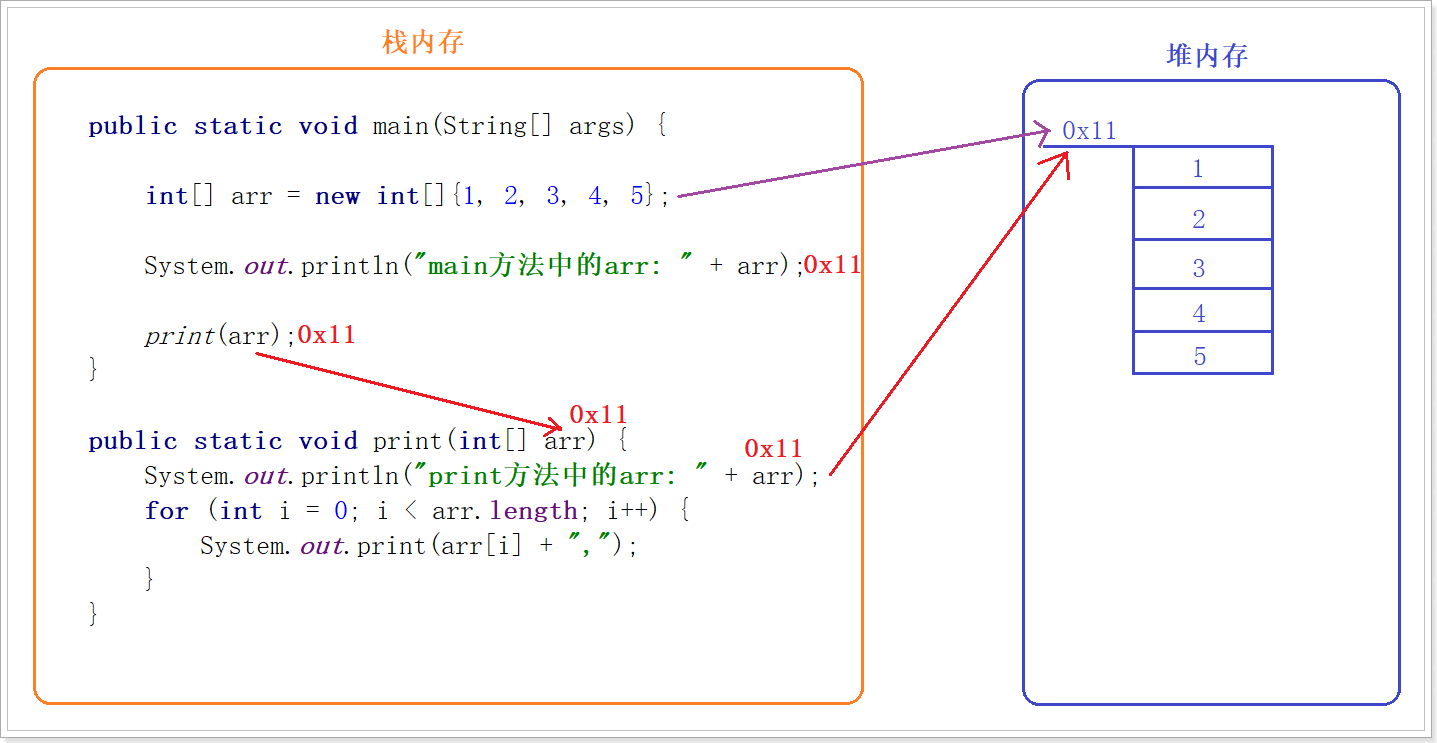 栈内存
public static void main(String[] args) {
int[] arr = new int[]{1, 2, 3, 4, 5};
System.out.println("main方法中的arr: " + arr);0x11
print(arr);0x11
}
0x11
public static void print(int[] arr) {
0x11
System.out.println("print方法中的arr: " + arr);
for (int i = 0; i < arr.length; i++) {
System.out.print(arr[i] + ",");
}
}
堆内存
0x11
1
2
3
4
5